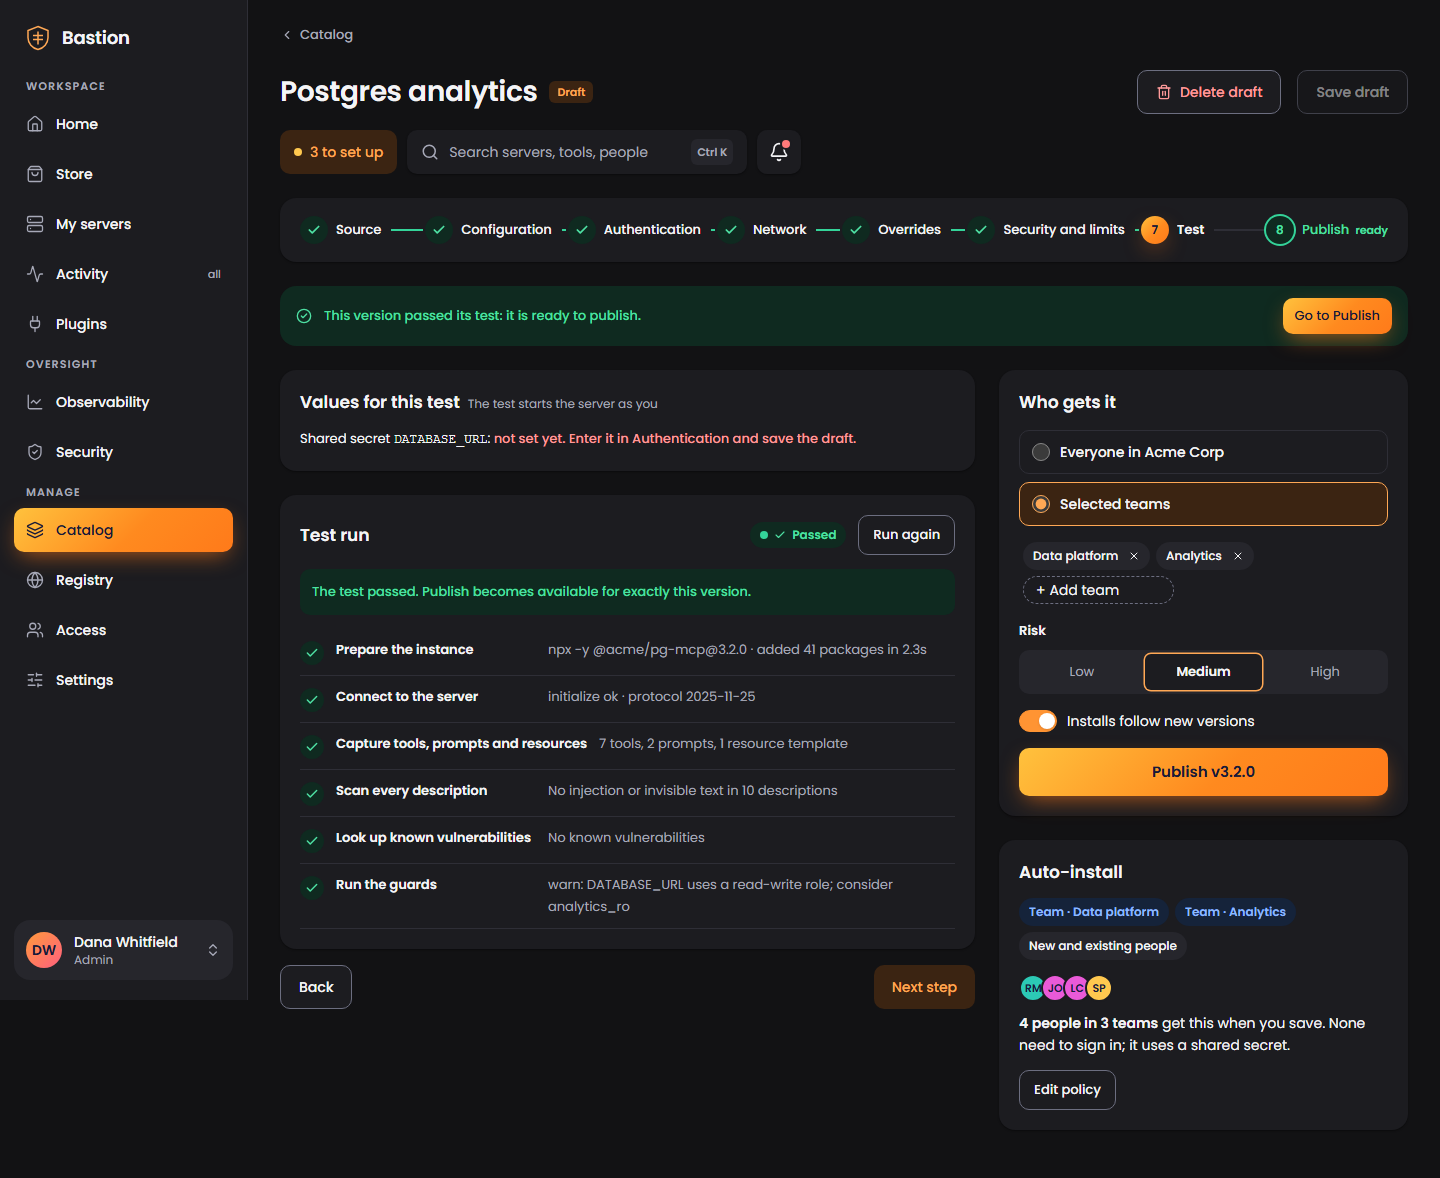 Bastion
WORKSPACE
Home
Store
My servers
Activity all
Plugins
OVERSIGHT
Observability
Security
MANAGE
Catalog
Registry
Access
Settings
DW
Dana Whitfield
Admin
Catalog
Postgres analytics Draft
Delete draft
Save draft
3 to set up
Search servers, tools, people Ctrl K
Source
Configuration
Authentication
Network
Overrides
Security and limits
7 Test
8 Publish ready
This version passed its test: it is ready to publish.
Go to Publish
Values for this test The test starts the server as you
Shared secret DATABASE_URL: not set yet. Enter it in Authentication and save the draft.
Test run
Passed
Run again
The test passed. Publish becomes available for exactly this version.
Prepare the instance npx -y @acme/pg-mcp@3.2.0 · added 41 packages in 2.3s
Connect to the server initialize ok · protocol 2025-11-25
Capture tools, prompts and resources 7 tools, 2 prompts, 1 resource template
Scan every description No injection or invisible text in 10 descriptions
Look up known vulnerabilities No known vulnerabilities
Run the guards warn: DATABASE_URL uses a read-write role; consider
analytics_ro
Back
Next step
Who gets it
Everyone in Acme Corp
Selected teams
Data platform ×
Analytics ×
+ Add team
Risk
Low
Medium
High
Installs follow new versions
Publish v3.2.0
Auto-install
Team · Data platform
Team · Analytics
New and existing people
RM JO LC SP
4 people in 3 teams get this when you save. None
need to sign in; it uses a shared secret.
Edit policy